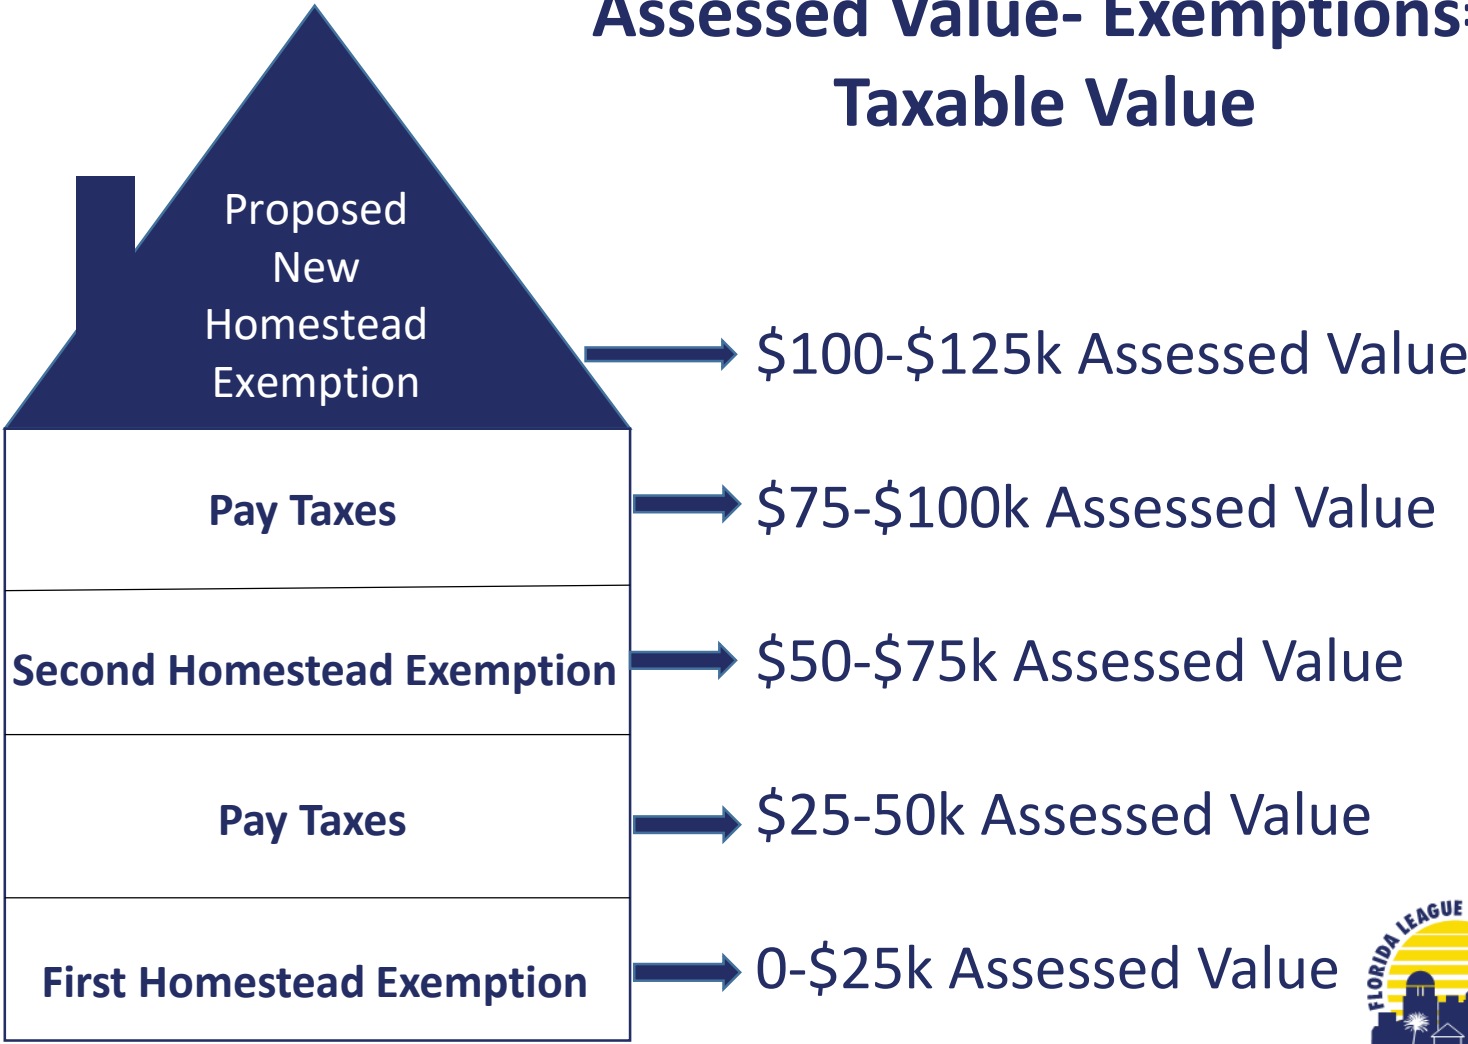 Assessed Value- Exemptions=
Taxable Value
Proposed
New
Homestead
Exemption
$100-$125k Assessed Value
Pay Taxes
$75-$100k Assessed Value
Second Homestead Exemption
$50-$75k Assessed Value
Pay Taxes
$25-50k Assessed Value
First Homestead Exemption
0-$25k Assessed Value
FLORIDA LEAGUE